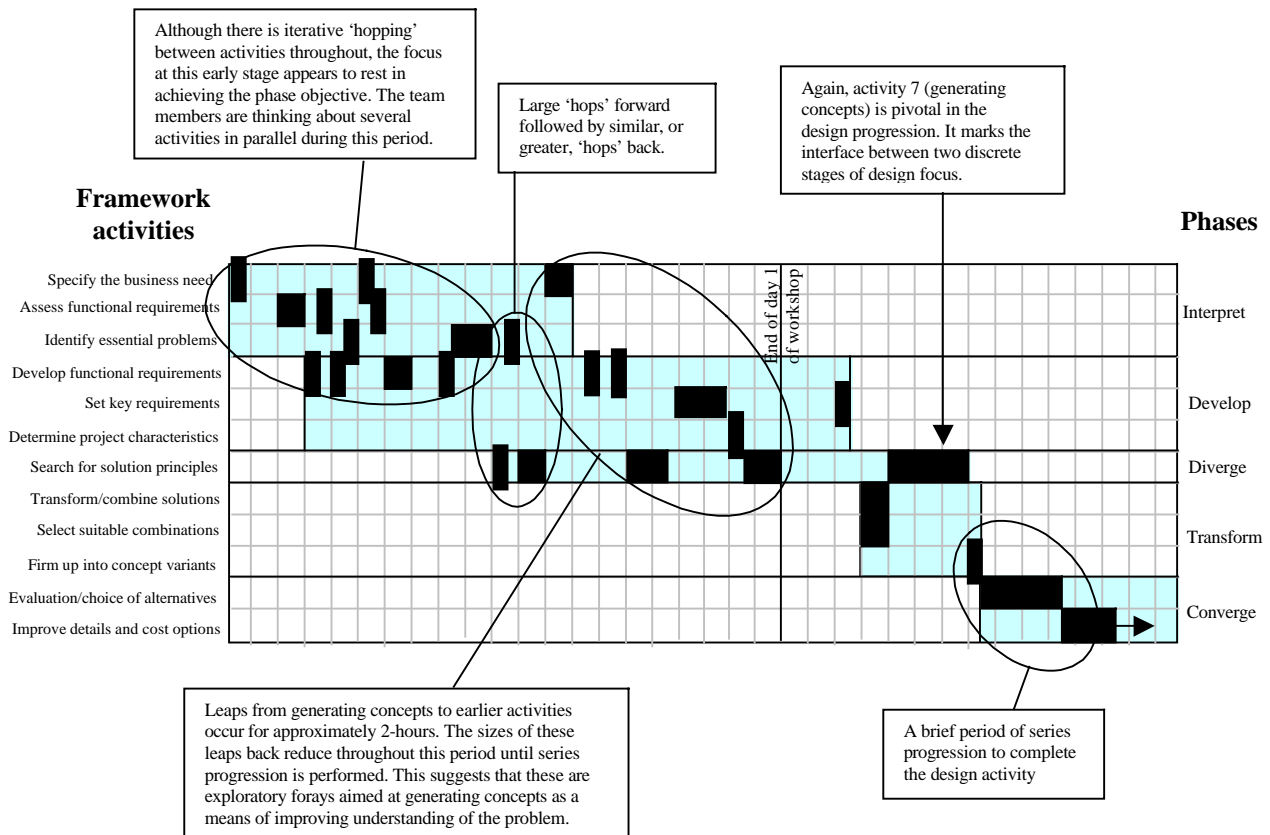 Although there is iterative ‘hopping’
between activities throughout, the focus
at this early stage appears to rest in
achieving the phase objective. The team
members are thinking about several
activities in parallel during this period.
Large ‘hops’ forward
followed by similar, or
greater, ‘hops’ back.
Again, activity 7 (generating
concepts) is pivotal in the
design progression. It marks the
interface between two discrete
stages of design focus.
Framework
activities
Phases
Specify the business need
Assess functional requirements
Identify essential problems
Develop functional requirements
Set key requirements
Determine project characteristics
Search for solution principles
Transform/combine solutions
Select suitable combinations
Firm up into concept variants
Evaluation/choice of alternatives
Improve details and cost options
End of day 1
of workshop
Interpret
Develop
Diverge
Transform
Converge
Leaps from generating concepts to earlier activities
occur for approximately 2-hours. The sizes of these
leaps back reduce throughout this period until series
progression is performed. This suggests that these are
exploratory forays aimed at generating concepts as a
means of improving understanding of the problem.
A brief period of series
progression to complete
the design activity